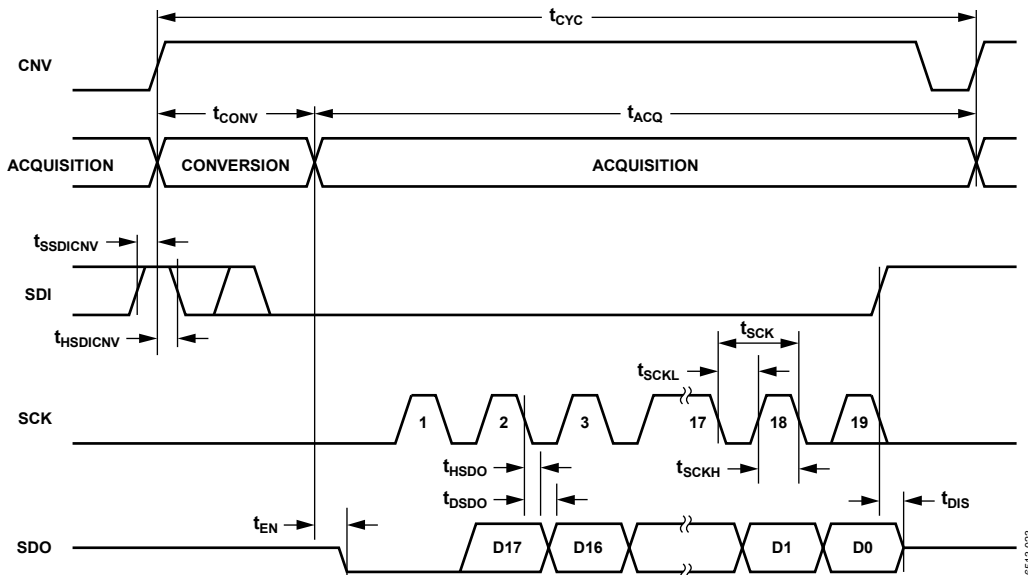 tCYC
CNV
tCONV
tACQ
ACQUISITION
CONVERSION
ACQUISITION
tSSDICNV
SDI
tHSDICNV
tSCK
tSCKL
SCK
1
2
3
17
18
19
tHSDO
tSCKH
tDSDO
tDIS
tEN
SDO
D17
D16
D1
D0